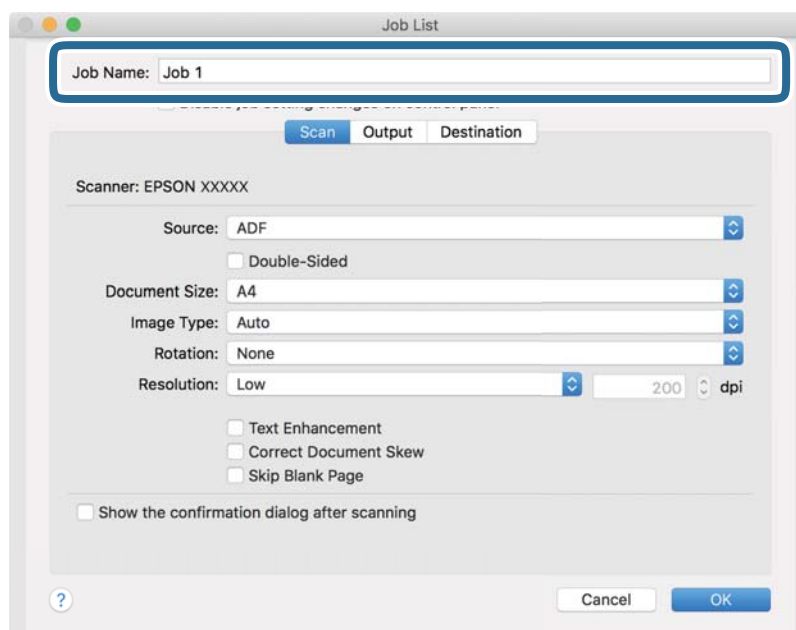 Job List
Job Name: Job 1
Scan Output Destination
Scanner: EPSON XXXXX
Source: ADF
Double-Sided
Document Size: A4
Image Type: Auto
Rotation: None
Resolution: Low 200 dpi
Text Enhancement
Correct Document Skew
Skip Blank Page
Show the confirmation dialog after scanning
? Cancel OK